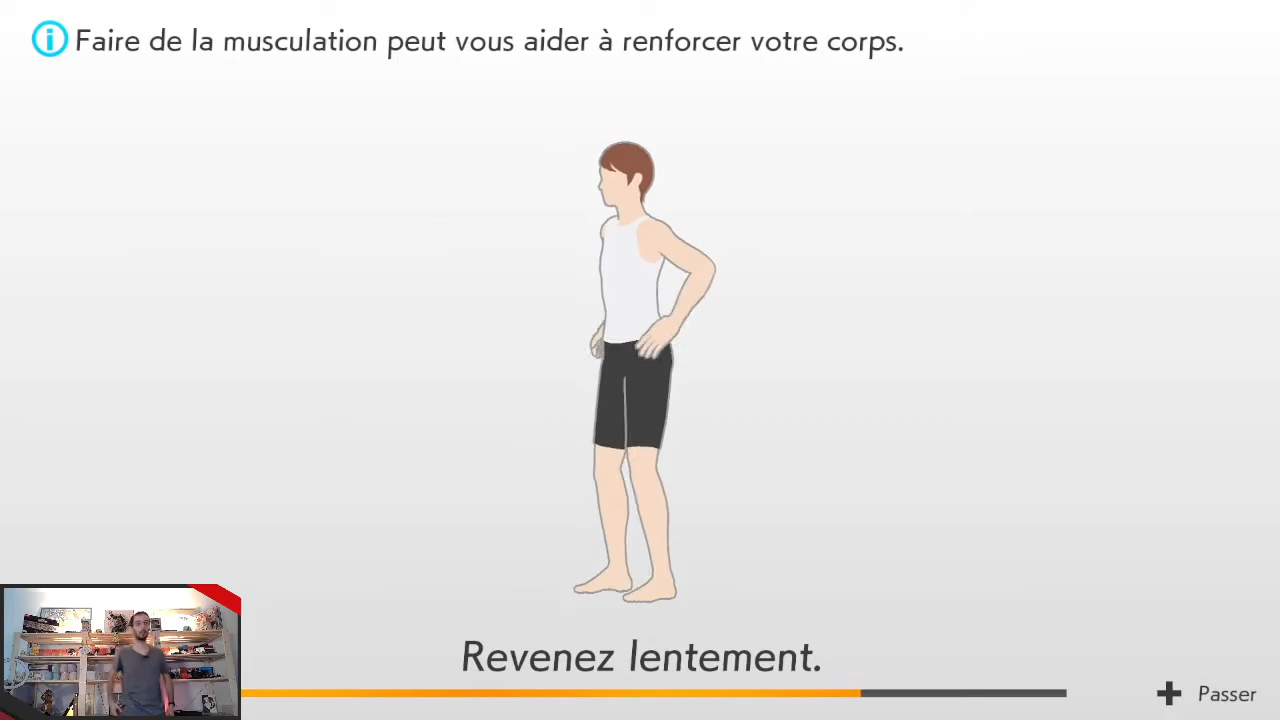 Faire de la musculation peut vous aider à renforcer votre corps.
Revenez lentement.
Passer